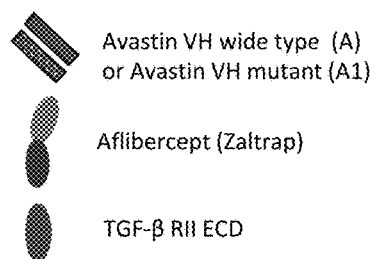 Avastin VH wide type (A)
or Avastin VH mutant (A1)
Aflibercept (Zaltrap)
TGF-β RII ECD